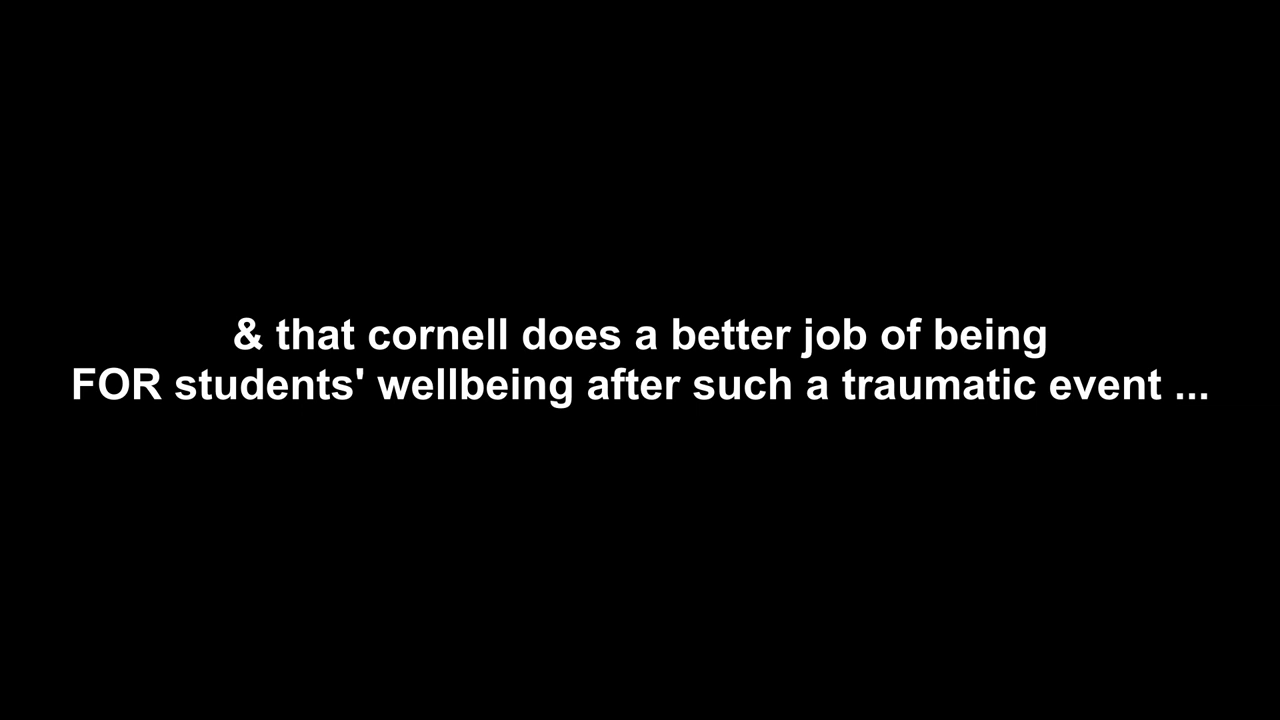 & that cornell does a better job of being
FOR students' wellbeing after such a traumatic event ...